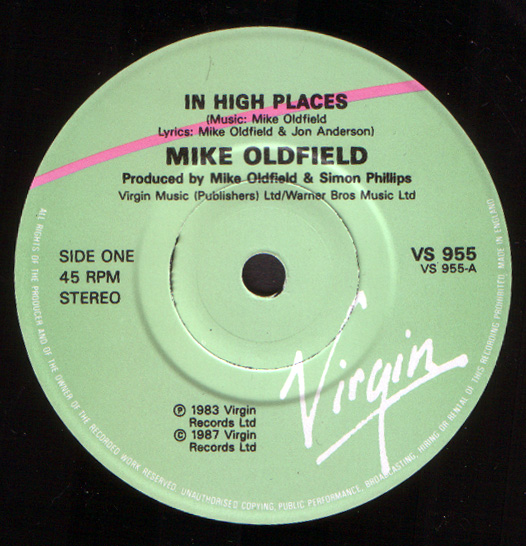 IN HIGH PLACES
(Music: Mike Oldfield
Lyrics: Mike Oldfield & Jon Anderson)
MIKE OLDFIELD
Produced by Mike Oldfield & Simon Phillips
Virgin Music (Publishers) Ltd/Warner Bros Music Ltd
SIDE ONE
45 RPM
STEREO
VS 955
VS 955-A
Virgin
℗ 1983 Virgin
Records Ltd
© 1987 Virgin
Records Ltd
ALL RIGHTS OF THE PRODUCER AND OF THE OWNER OF THE RECORDED WORK RESERVED. UNAUTHORISED COPYING, PUBLIC PERFORMANCE, BROADCASTING, HIRING OR RENTAL OF THIS RECORDING PROHIBITED. MADE IN ENGLAND